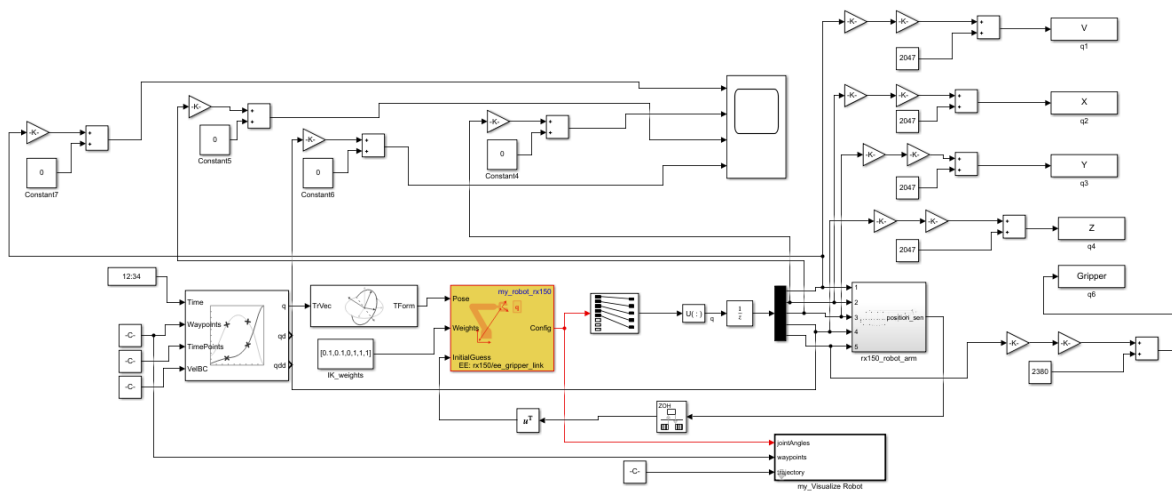 -K-
-K-
+
+
2047
V
q1
-K-
-K-
+
+
2047
X
q2
-K-
-K-
+
+
2047
Y
q3
-K-
-K-
+
+
2047
Z
q4
Gripper
q6
-K-
+
+
0
Constant7
-K-
+
+
0
Constant5
-K-
+
+
0
Constant6
-K-
+
+
0
Constant4
12:34
-C-
-C-
-C-
Time
Waypoints
TimePoints
VelBC
q
qd
qdd
TrVec
TForm
[0.1,0.1,0,1,1,1]
IK_weights
my_robot_rx150
Pose
Weights
InitialGuess
Config
EE: rx150/ee_gripper_link
U( : )
q
1
z
1
2
3
4
5
position_sen
rx150_robot_arm
-K-
-K-
2380
+
+
uT
ZOH
-C-
jointAngles
waypoints
trajectory
my_Visualize Robot